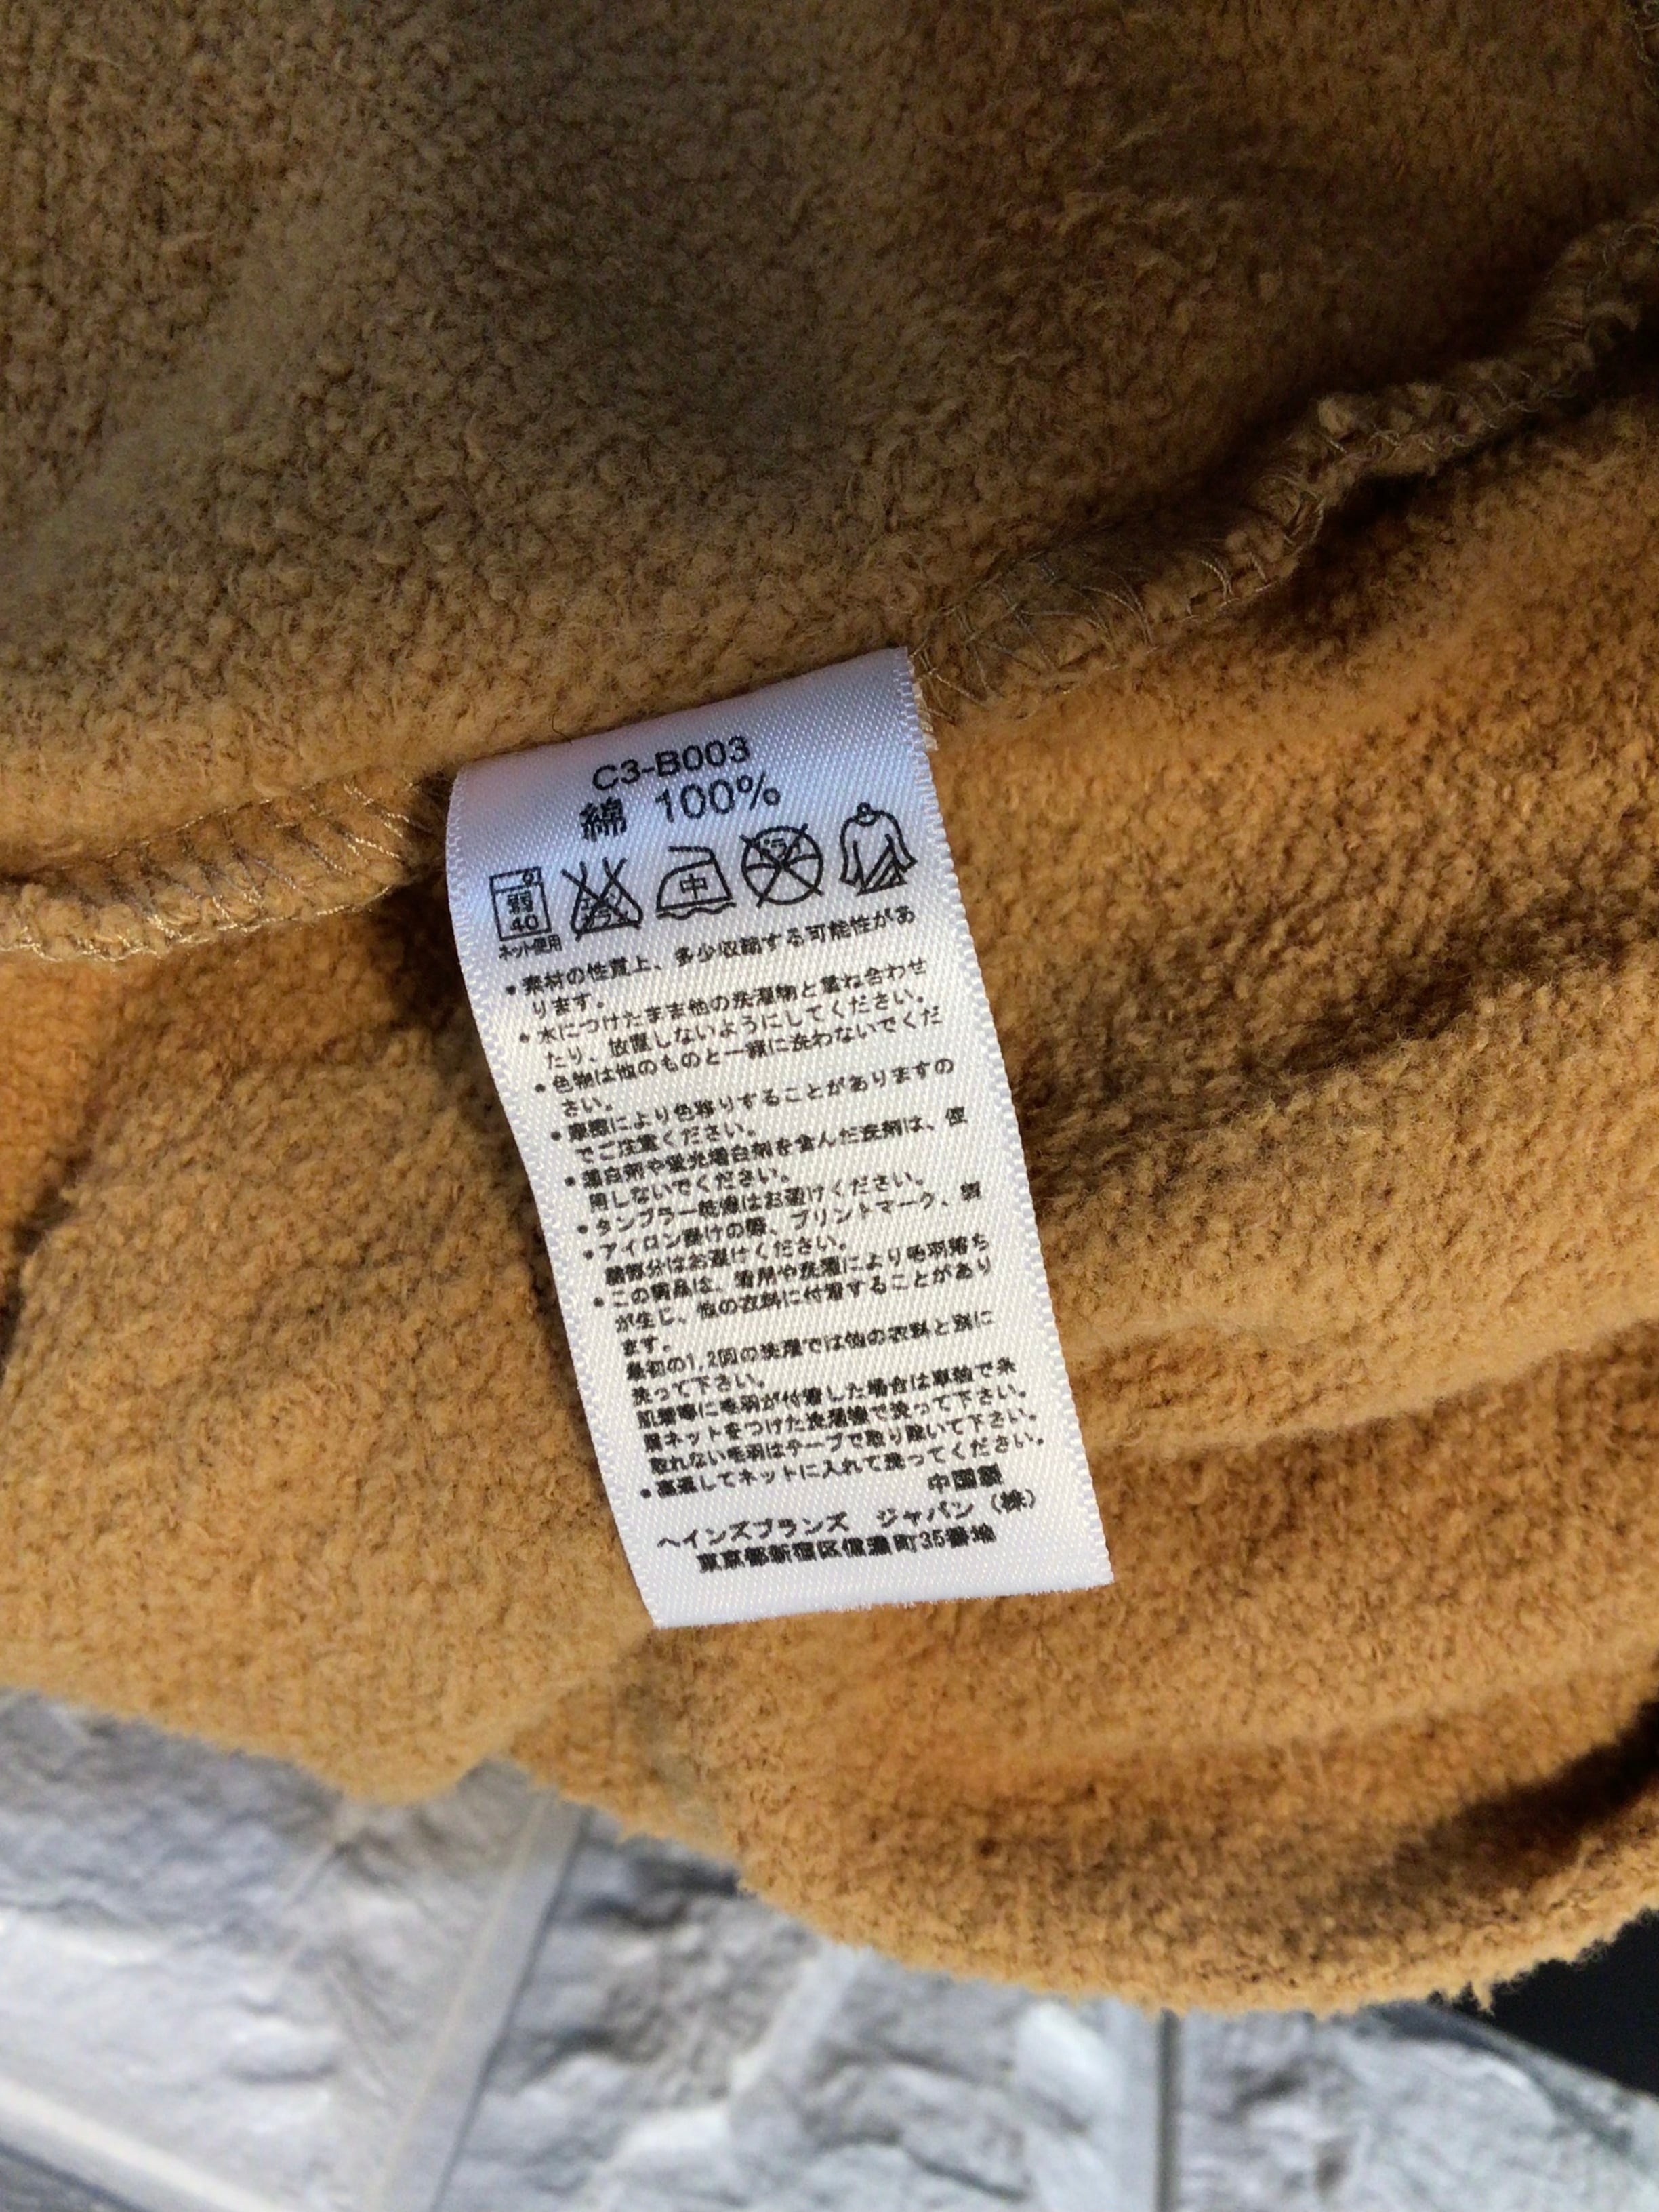 C3-B003
綿 100%
弱
40
エンソ
サラシ
中
ドライ
ネット使用
• 素材の性質上、多少収縮する可能性があ
ります。
• 水につけたまま他の洗濯物と重ね合わせ
たり、放置しないようにしてください。
• 色物は他のものと一緒に洗わないでくだ
さい。
• 摩擦により色移りすることがありますの
でご注意ください。
• 漂白剤や蛍光増白剤を含んだ洗剤は、使
用しないでください。
• タンブラー乾燥はお避けください。
• アイロン掛けの際、プリントマーク、刺
繍部分はお避けください。
• この商品は、着用や洗濯により毛羽落ち
が生じ、他の衣料に付着することがあり
ます。
最初の1,2回の洗濯では他の衣料と別に
洗って下さい。
肌着等に毛羽が付着した場合は単独で糸
屑ネットをつけた洗濯機で洗って下さい。
取れない毛羽はテープで取り除いて下さい。
• 裏返してネットに入れて洗ってください。
中国製
ヘインズブランズ ジャパン（株）
東京都新宿区信濃町35番地